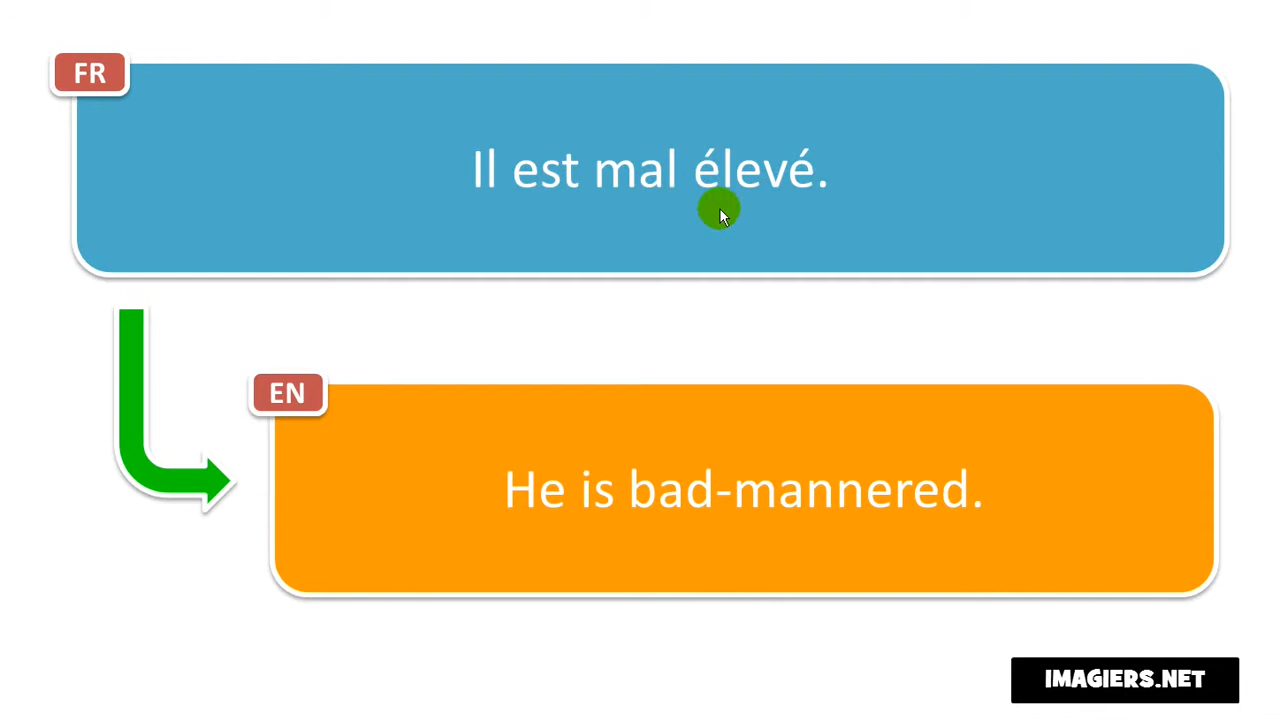 FR
Il est mal élevé.
EN
He is bad-mannered.
IMAGIERS.NET